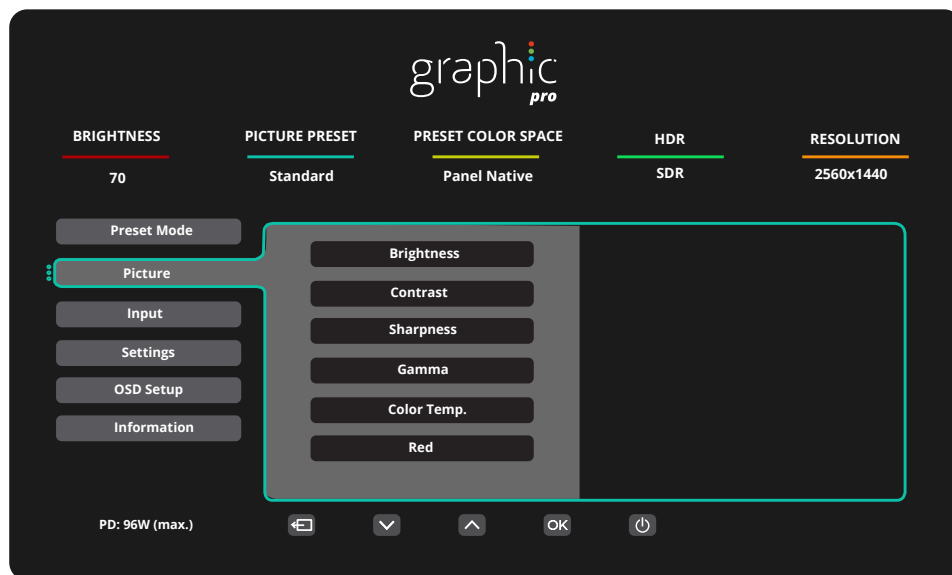 graphic
pro
BRIGHTNESS PICTURE PRESET PRESET COLOR SPACE HDR RESOLUTION
70 Standard Panel Native SDR 2560x1440
Preset Mode
Picture
Input
Settings
OSD Setup
Information
Brightness
Contrast
Sharpness
Gamma
Color Temp.
Red
PD: 96W (max.) OK